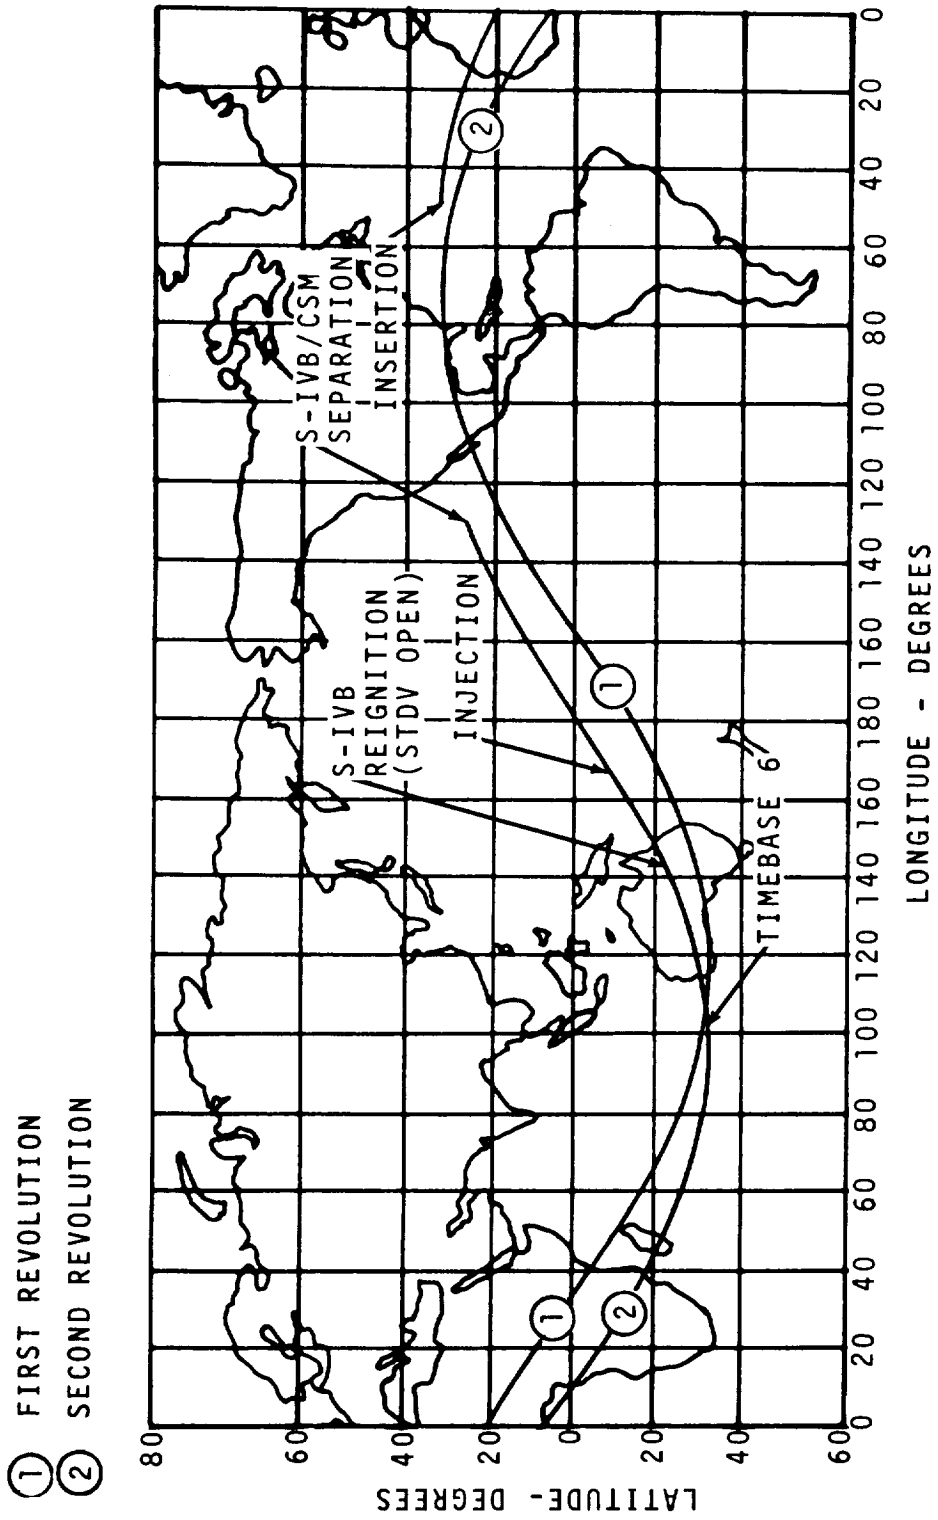 ① FIRST REVOLUTION
② SECOND REVOLUTION
LATITUDE- DEGREES
80
60
40
20
0
20
40
60
S-IVB/CSM
SEPARATION
INSERTION
S-IVB
REIGNITION
(STDV OPEN)
INJECTION
TIMEBASE 6
1
2
1
2
0
20
40
60
80
100
120
140
160
180
160
140
120
100
80
60
40
20
0
LONGITUDE - DEGREES